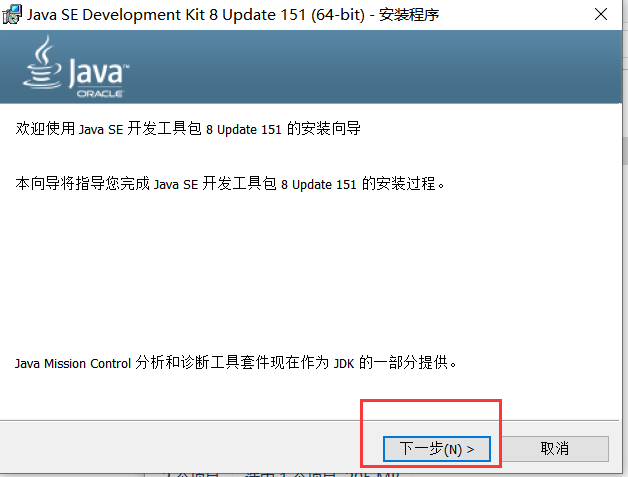 Java SE Development Kit 8 Update 151 (64-bit) - 安装程序
Java™
ORACLE
欢迎使用 Java SE 开发工具包 8 Update 151 的安装向导
本向导将指导您完成 Java SE 开发工具包 8 Update 151 的安装过程。
Java Mission Control 分析和诊断工具套件现在作为 JDK 的一部分提供。
下一步(N) >
取消